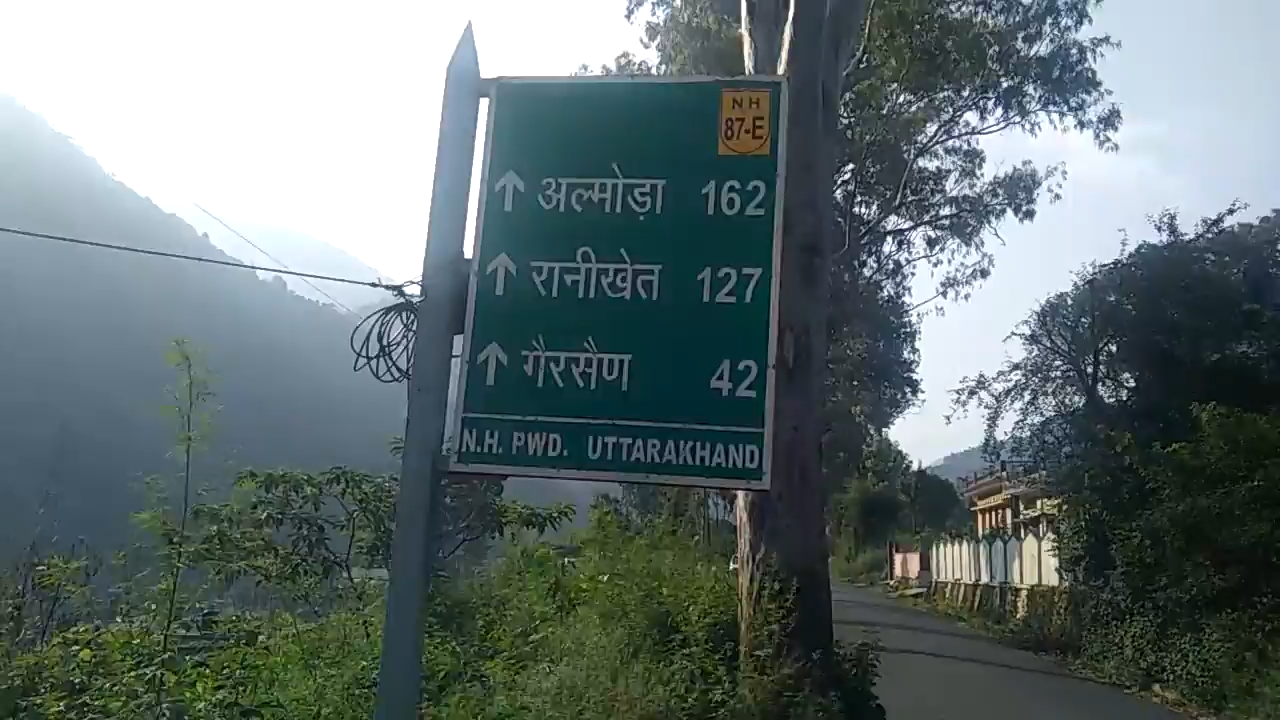 NH
87-E
↑ अल्मोड़ा 162
↑ रानीखेत 127
↑ गैरसैण 42
N.H. PWD. UTTARAKHAND